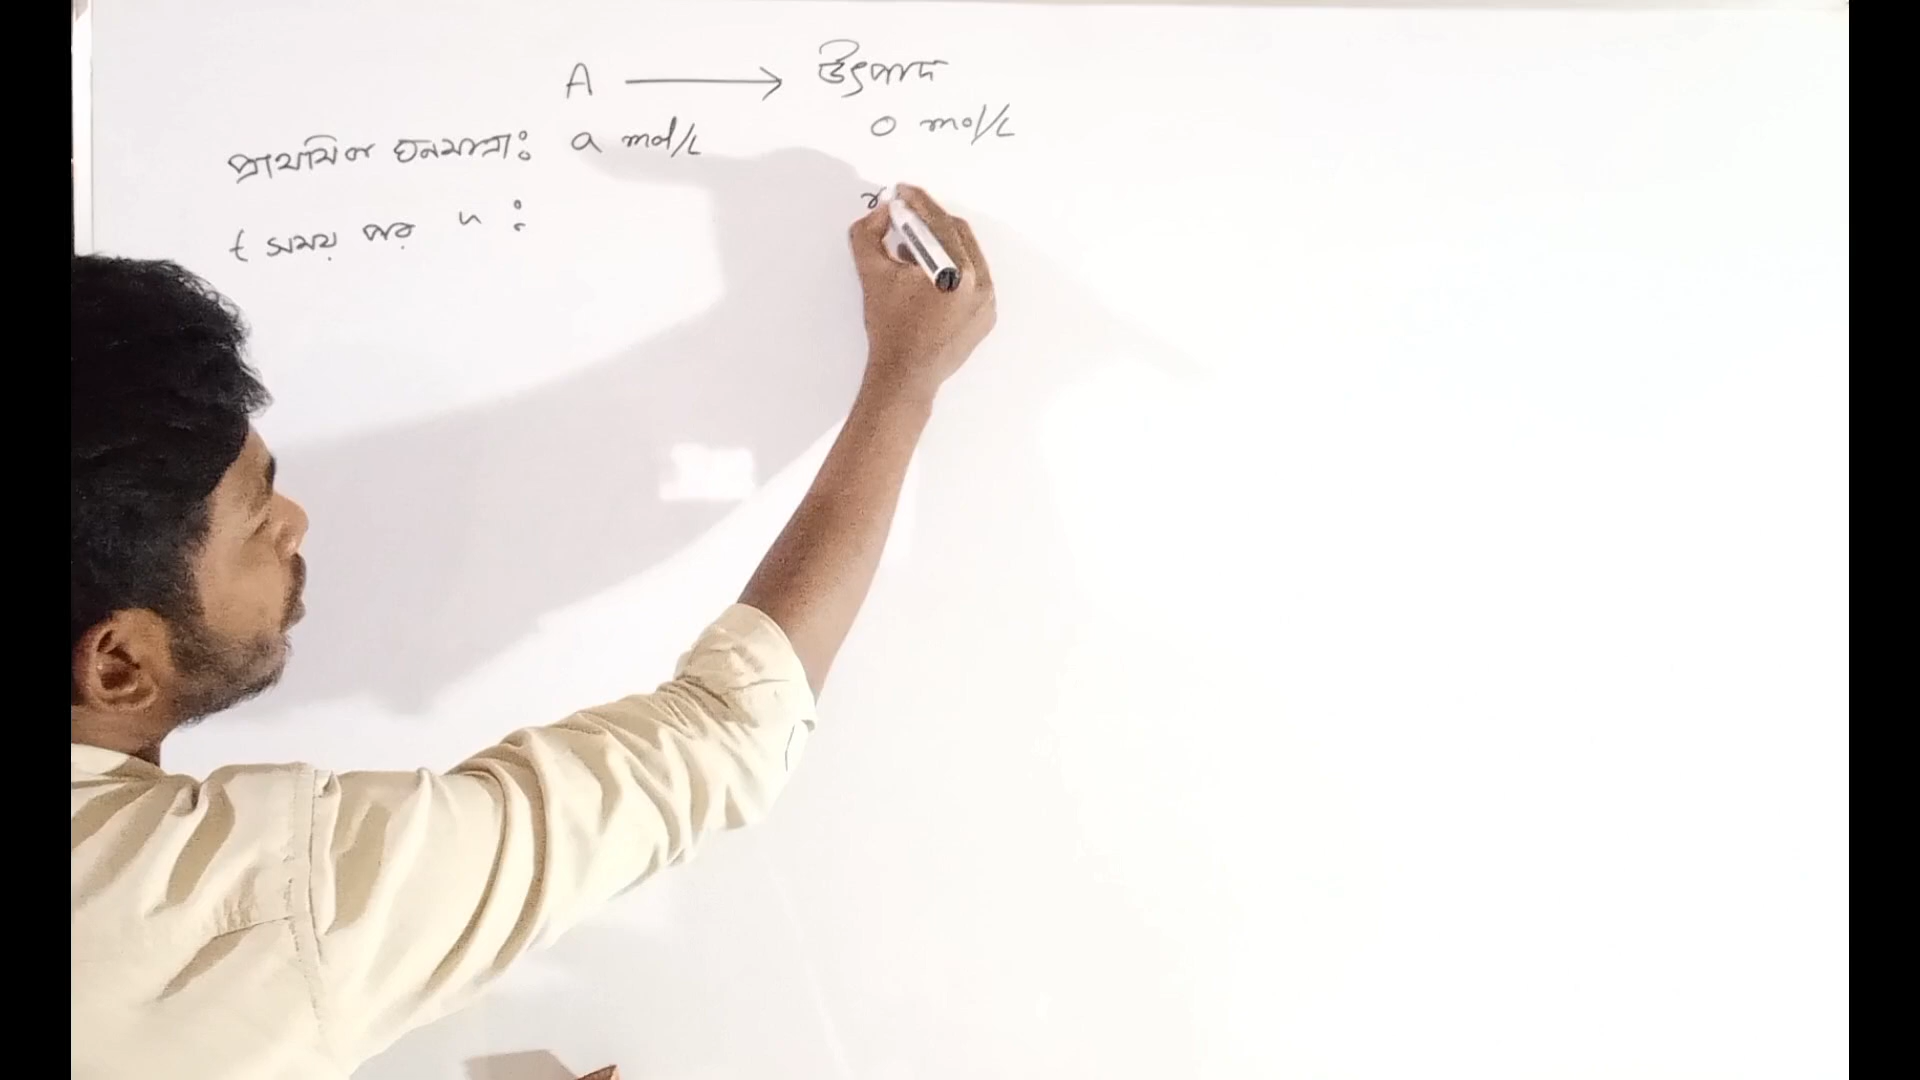 A ⟶ উৎপাদ
প্রাথমিক ঘনমাত্রা: a mol/L 0 mol/L
t সময় পর " : x